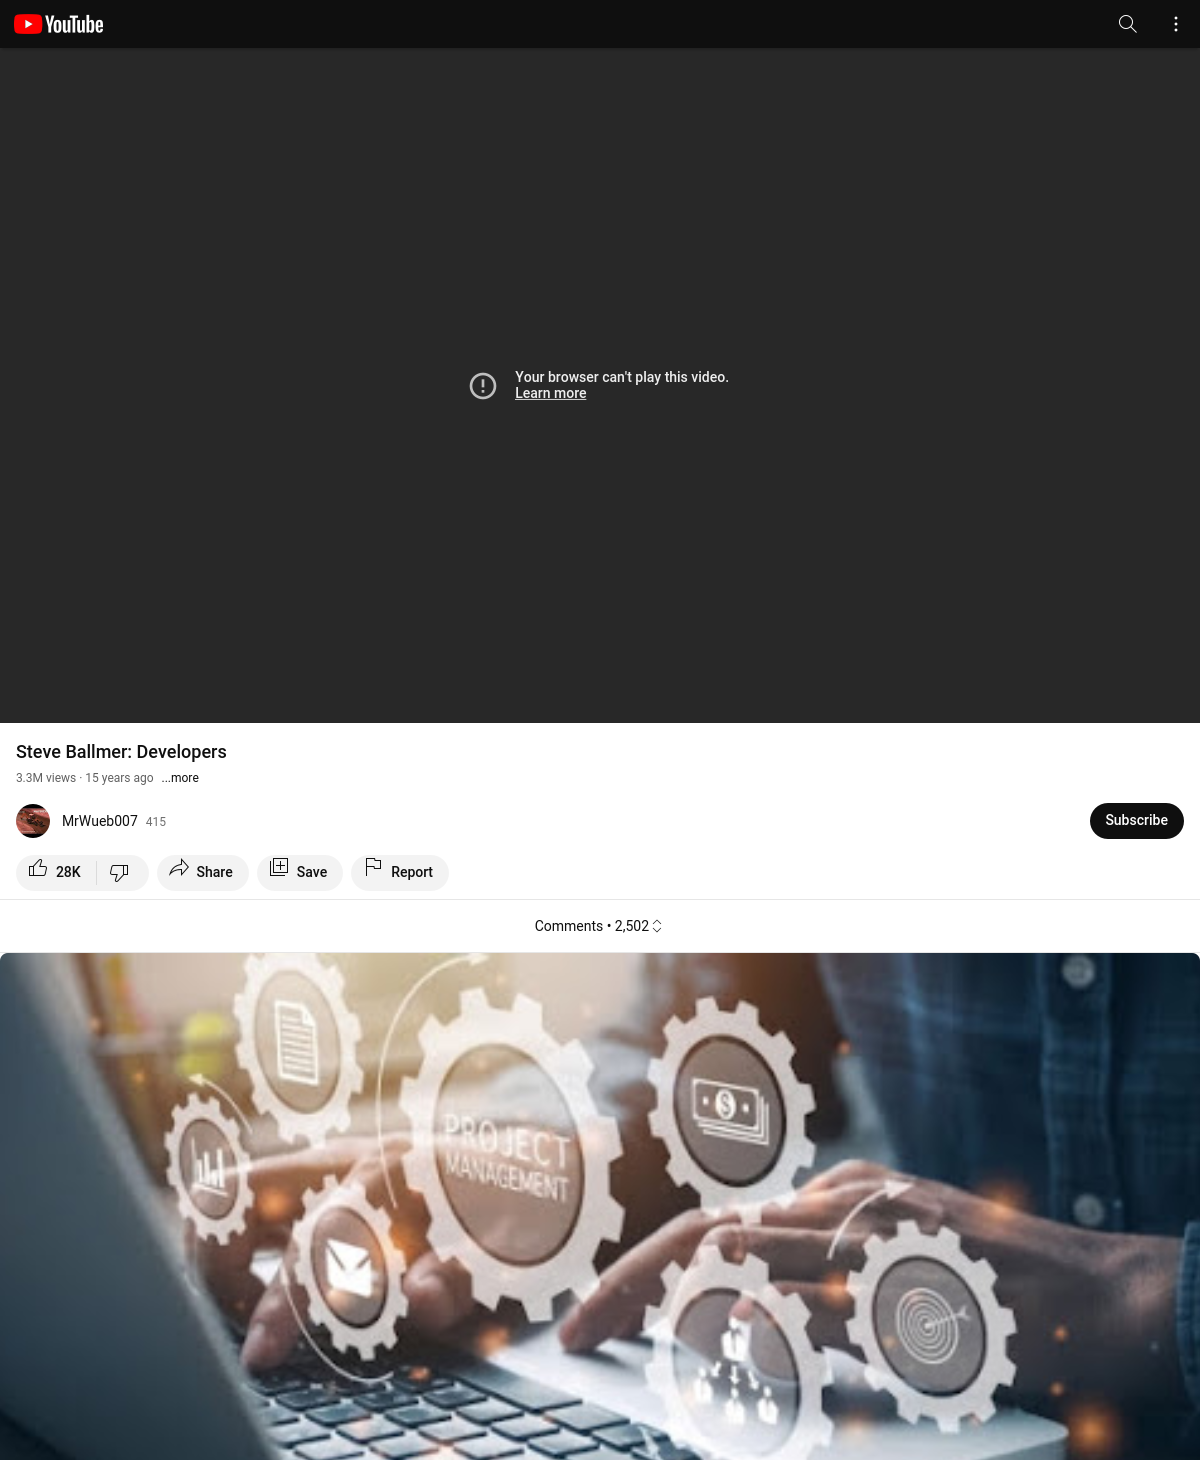 YouTube
Your browser can't play this video.
Learn more
Steve Ballmer: Developers
3.3M views · 15 years ago ...more
MrWueb007 415
Subscribe
28K
Share
Save
Report
Comments • 2,502
PROJECT
MANAGEMENT
$